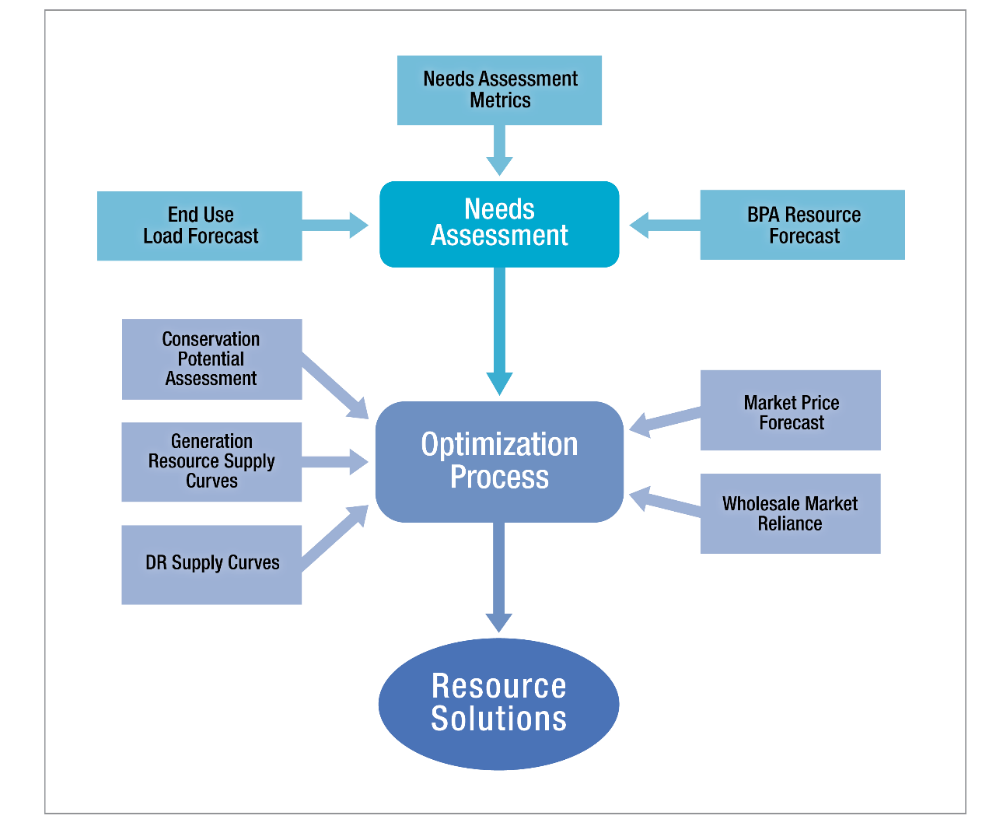 Needs Assessment
Metrics
End Use
Load Forecast
Needs
Assessment
BPA Resource
Forecast
Conservation
Potential
Assessment
Generation
Resource Supply
Curves
DR Supply Curves
Optimization
Process
Market Price
Forecast
Wholesale Market
Reliance
Resource
Solutions